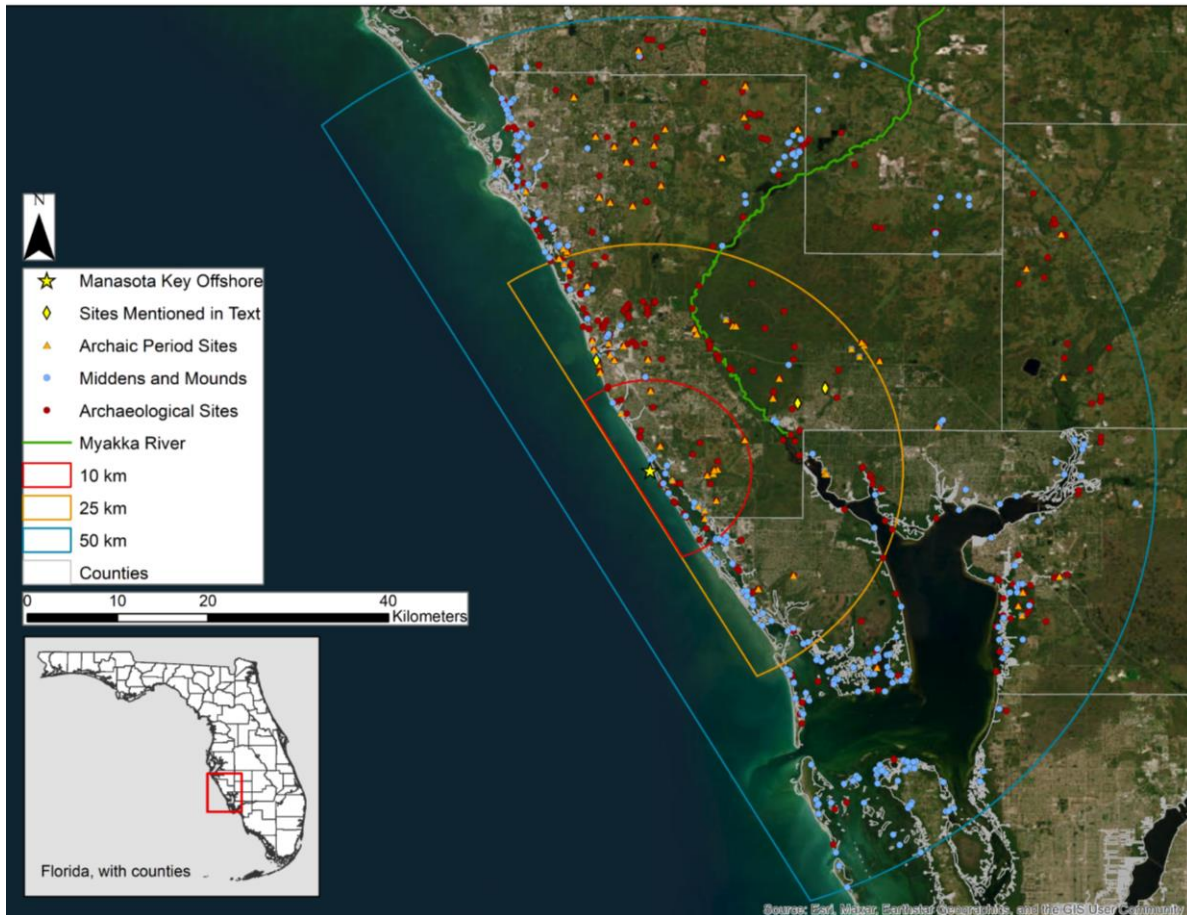 N
Manasota Key Offshore
Sites Mentioned in Text
Archaic Period Sites
Middens and Mounds
Archaeological Sites
Myakka River
10 km
25 km
50 km
Counties
0 10 20 40
Kilometers
Florida, with counties
Source: Esri, Maxar, Earthstar Geographics, and the GIS User Community